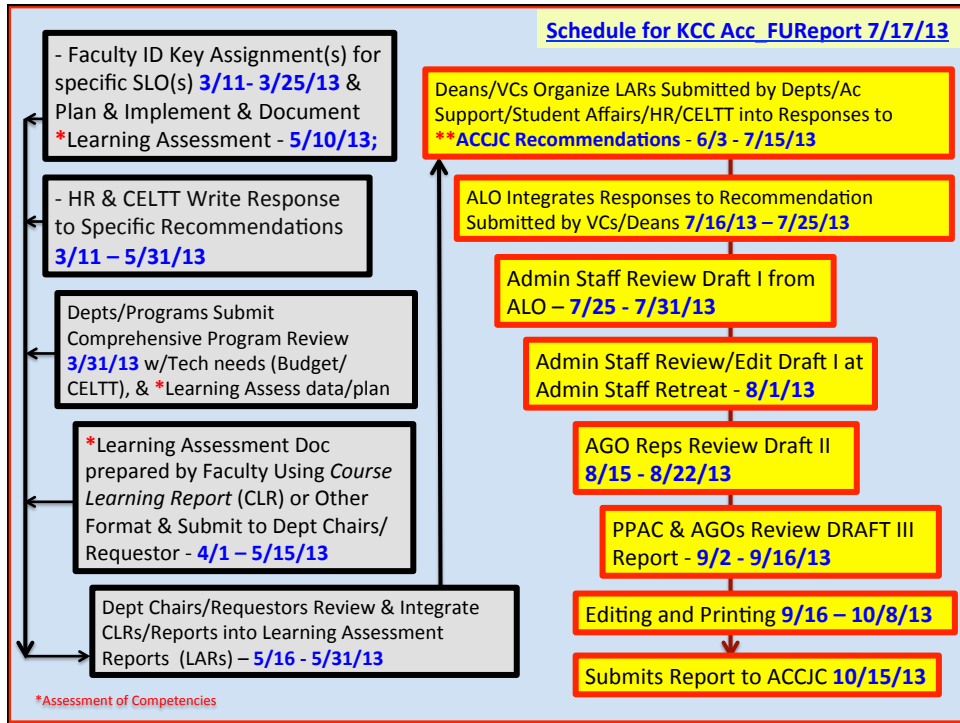 Schedule for KCC Acc_FUReport 7/17/13
- Faculty ID Key Assignment(s) for
specific SLO(s) 3/11- 3/25/13 &
Plan & Implement & Document
*Learning Assessment - 5/10/13;
- HR & CELTT Write Response
to Specific Recommendations
3/11 – 5/31/13
Depts/Programs Submit
Comprehensive Program Review
3/31/13 w/Tech needs (Budget/
CELTT), & *Learning Assess data/plan
*Learning Assessment Doc
prepared by Faculty Using Course
Learning Report (CLR) or Other
Format & Submit to Dept Chairs/
Requestor - 4/1 – 5/15/13
Dept Chairs/Requestors Review & Integrate
CLRs/Reports into Learning Assessment
Reports (LARs) – 5/16 - 5/31/13
*Assessment of Competencies
Deans/VCs Organize LARs Submitted by Depts/Ac
Support/Student Affairs/HR/CELTT into Responses to
**ACCJC Recommendations - 6/3 - 7/15/13
ALO Integrates Responses to Recommendation
Submitted by VCs/Deans 7/16/13 – 7/25/13
Admin Staff Review Draft I from
ALO – 7/25 - 7/31/13
Admin Staff Review/Edit Draft I at
Admin Staff Retreat - 8/1/13
AGO Reps Review Draft II
8/15 - 8/22/13
PPAC & AGOs Review DRAFT III
Report - 9/2 - 9/16/13
Editing and Printing 9/16 – 10/8/13
Submits Report to ACCJC 10/15/13